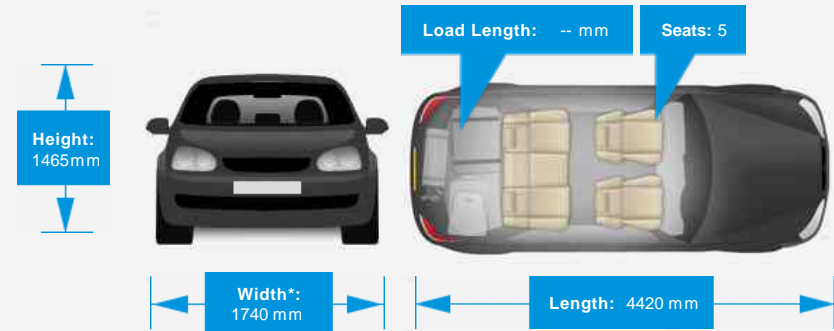 Load Length: -- mm
Seats: 5
Height:
1465mm
Width*:
1740 mm
Length: 4420 mm